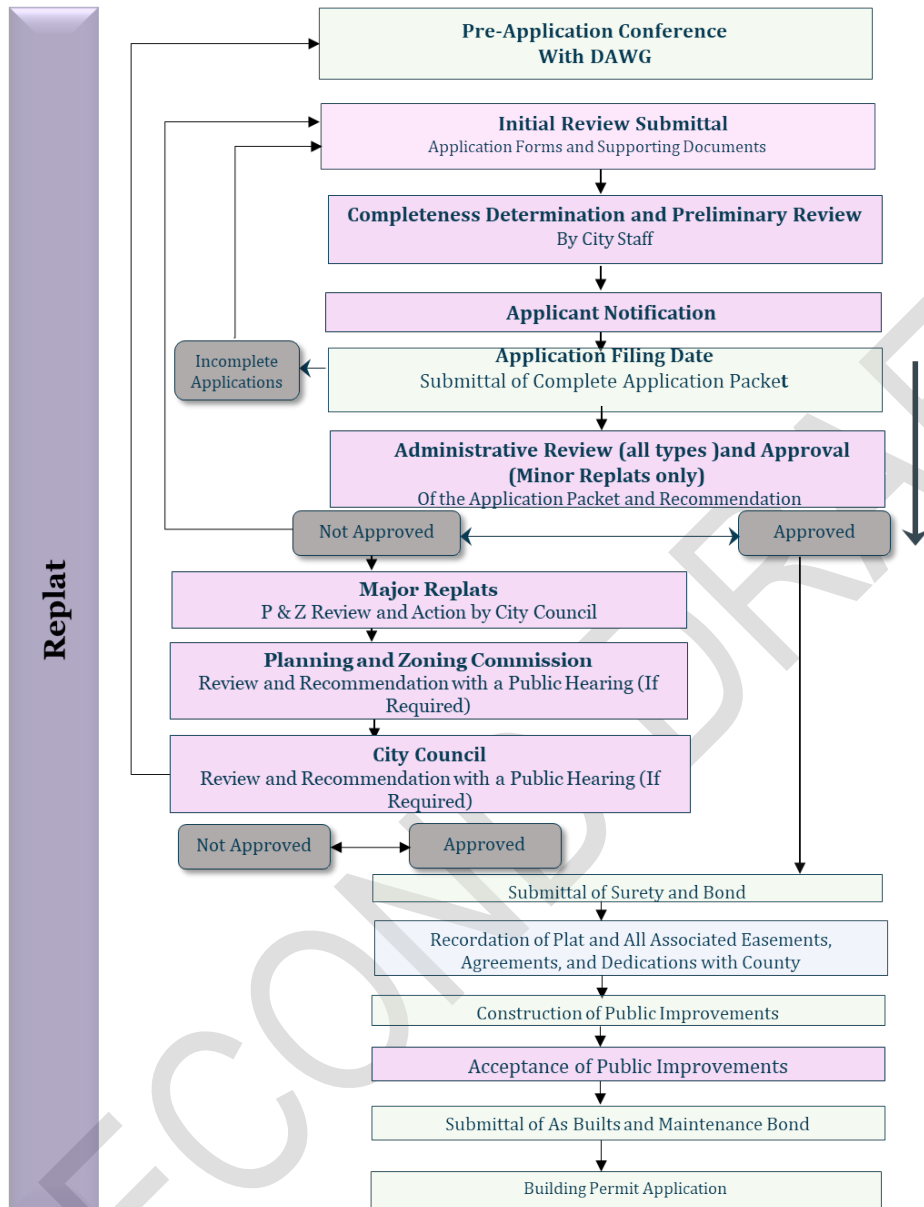 Replat
Pre-Application Conference
With DAWG
Initial Review Submittal
Application Forms and Supporting Documents
Completeness Determination and Preliminary Review
By City Staff
Applicant Notification
Incomplete
Applications
Application Filing Date
Submittal of Complete Application Packet
Administrative Review (all types )and Approval
(Minor Replats only)
Of the Application Packet and Recommendation
Not Approved
Approved
Major Replats
P & Z Review and Action by City Council
Planning and Zoning Commission
Review and Recommendation with a Public Hearing (If
Required)
City Council
Review and Recommendation with a Public Hearing (If
Required)
Not Approved
Approved
Submittal of Surety and Bond
Recordation of Plat and All Associated Easements,
Agreements, and Dedications with County
Construction of Public Improvements
Acceptance of Public Improvements
Submittal of As Builts and Maintenance Bond
Building Permit Application